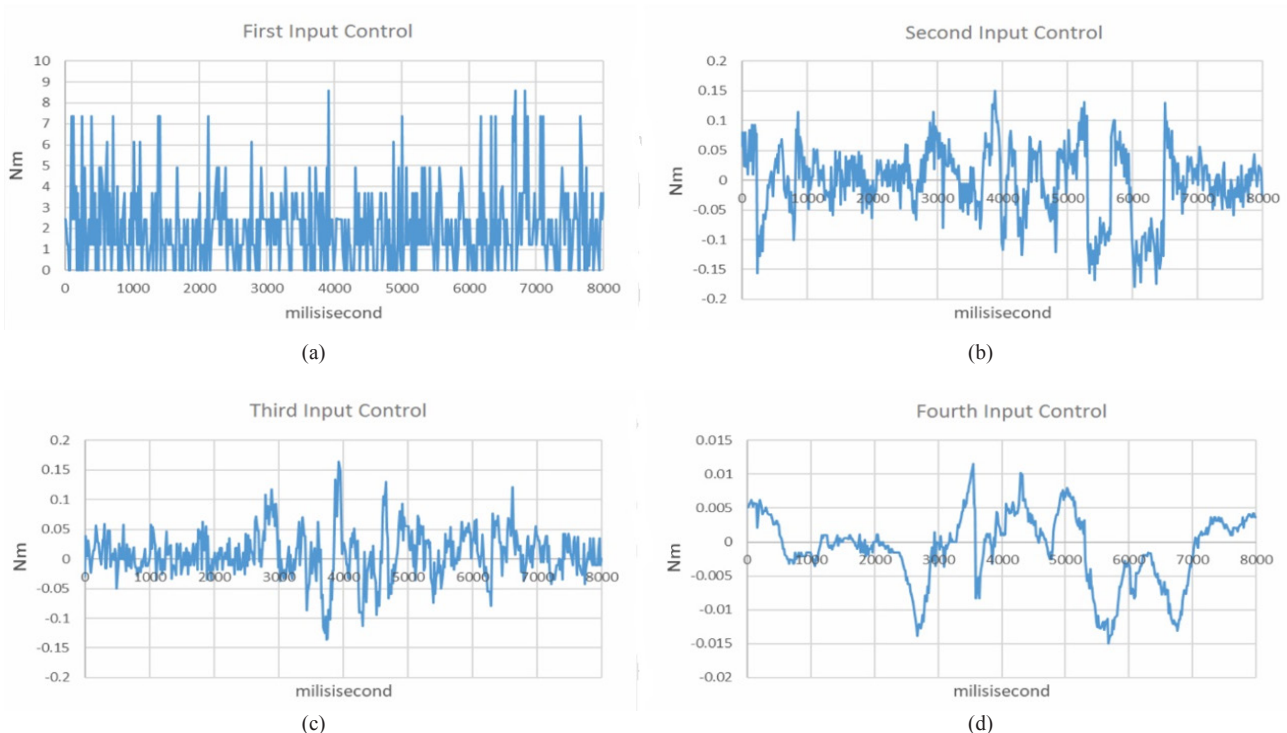 First Input Control
10
9
8
7
6
5
4
3
2
1
0
Nm
0 1000 2000 3000 4000 5000 6000 7000 8000
milisisecond
(a)
Second Input Control
0.2
0.15
0.1
0.05
0
-0.05
-0.1
-0.15
-0.2
Nm
0 1000 2000 3000 4000 5000 6000 7000 8000
milisisecond
(b)
Third Input Control
0.2
0.15
0.1
0.05
0
-0.05
-0.1
-0.15
-0.2
Nm
0 1000 2000 3000 4000 5000 6000 7000 8000
milisisecond
(c)
Fourth Input Control
0.015
0.01
0.005
0
-0.005
-0.01
-0.015
-0.02
Nm
0 1000 2000 3000 4000 5000 6000 7000 8000
milisisecond
(d)